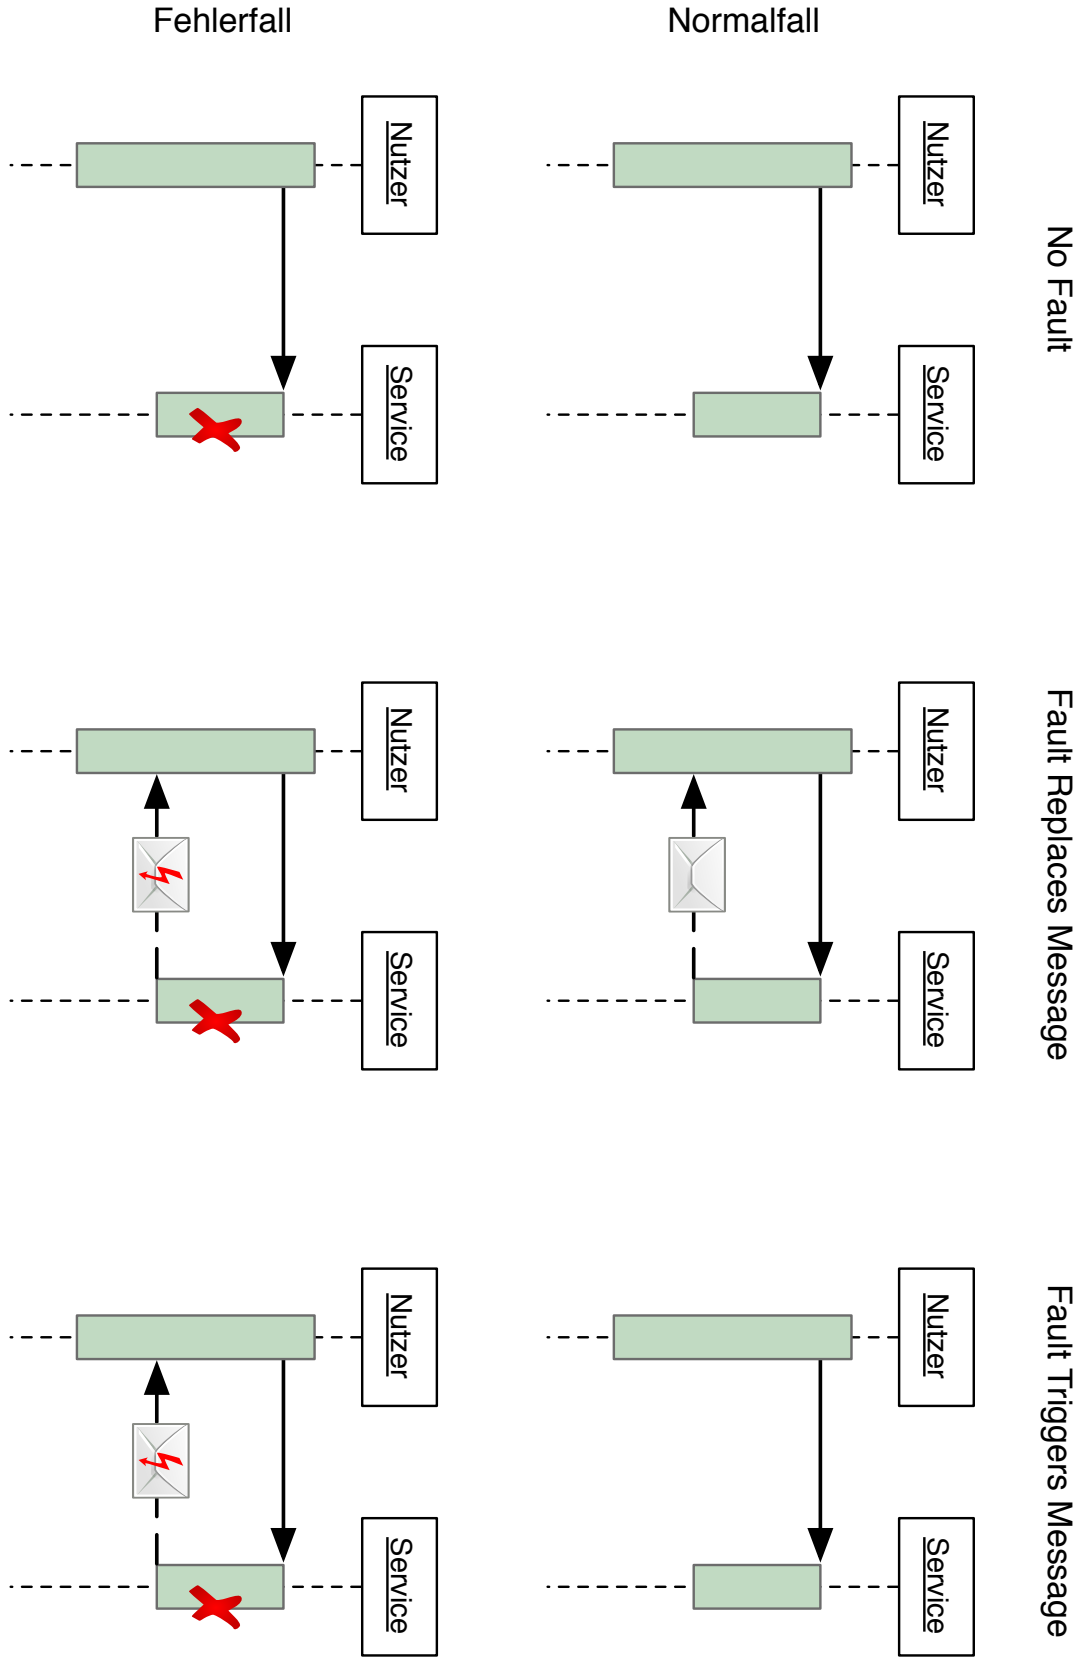 Fehlerfall
Normalfall
No Fault
Nutzer
Service
Nutzer
Service
Fault Replaces Message
Nutzer
Service
Nutzer
Service
Fault Triggers Message
Nutzer
Service
Nutzer
Service